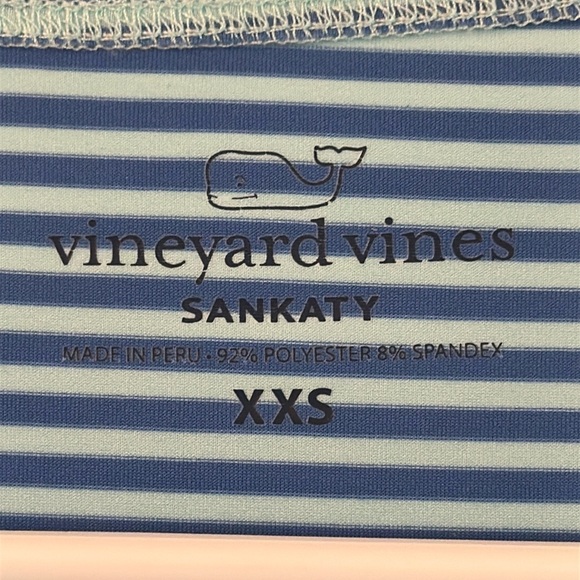 vineyard vines
SANKATY
MADE IN PERU · 92% POLYESTER 8% SPANDEX
XXS